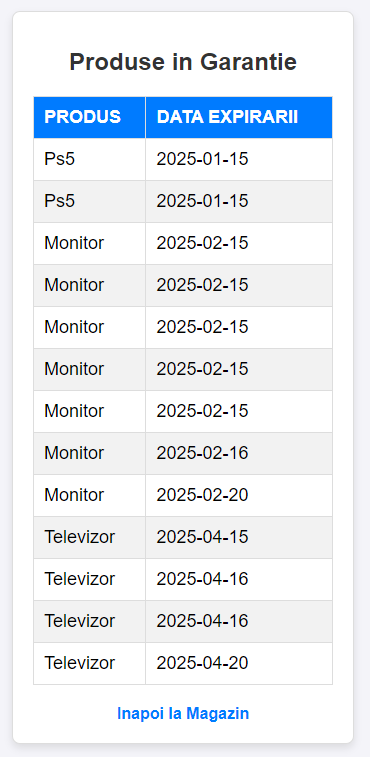 Produse in Garantie
PRODUS DATA EXPIRARII
Ps5 2025-01-15
Ps5 2025-01-15
Monitor 2025-02-15
Monitor 2025-02-15
Monitor 2025-02-15
Monitor 2025-02-15
Monitor 2025-02-15
Monitor 2025-02-16
Monitor 2025-02-20
Televizor 2025-04-15
Televizor 2025-04-16
Televizor 2025-04-16
Televizor 2025-04-20
Inapoi la Magazin